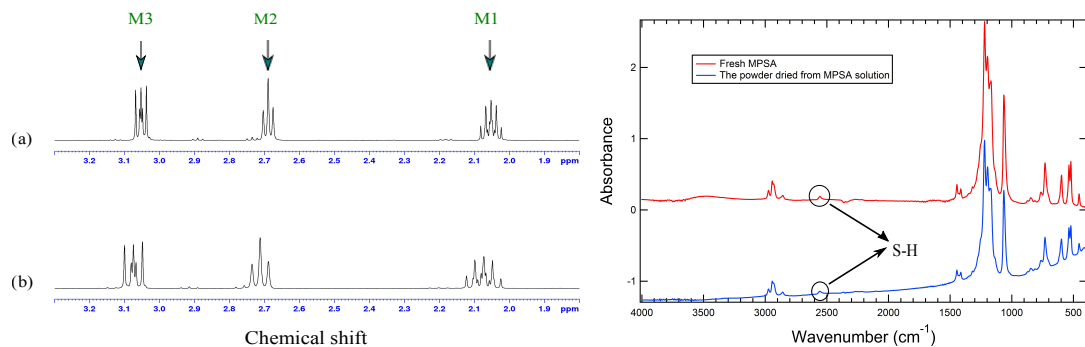 M3 M2 M1
(a)
3.2 3.1 3.0 2.9 2.8 2.7 2.6 2.5 2.4 2.3 2.2 2.1 2.0 1.9 ppm
(b)
3.2 3.1 3.0 2.9 2.8 2.7 2.6 2.5 2.4 2.3 2.2 2.1 2.0 1.9 ppm
Chemical shift
Fresh MPSA
The powder dried from MPSA solution
Absorbance
2
1
0
-1
S-H
4000 3500 3000 2500 2000 1500 1000 500
Wavenumber (cm⁻¹)